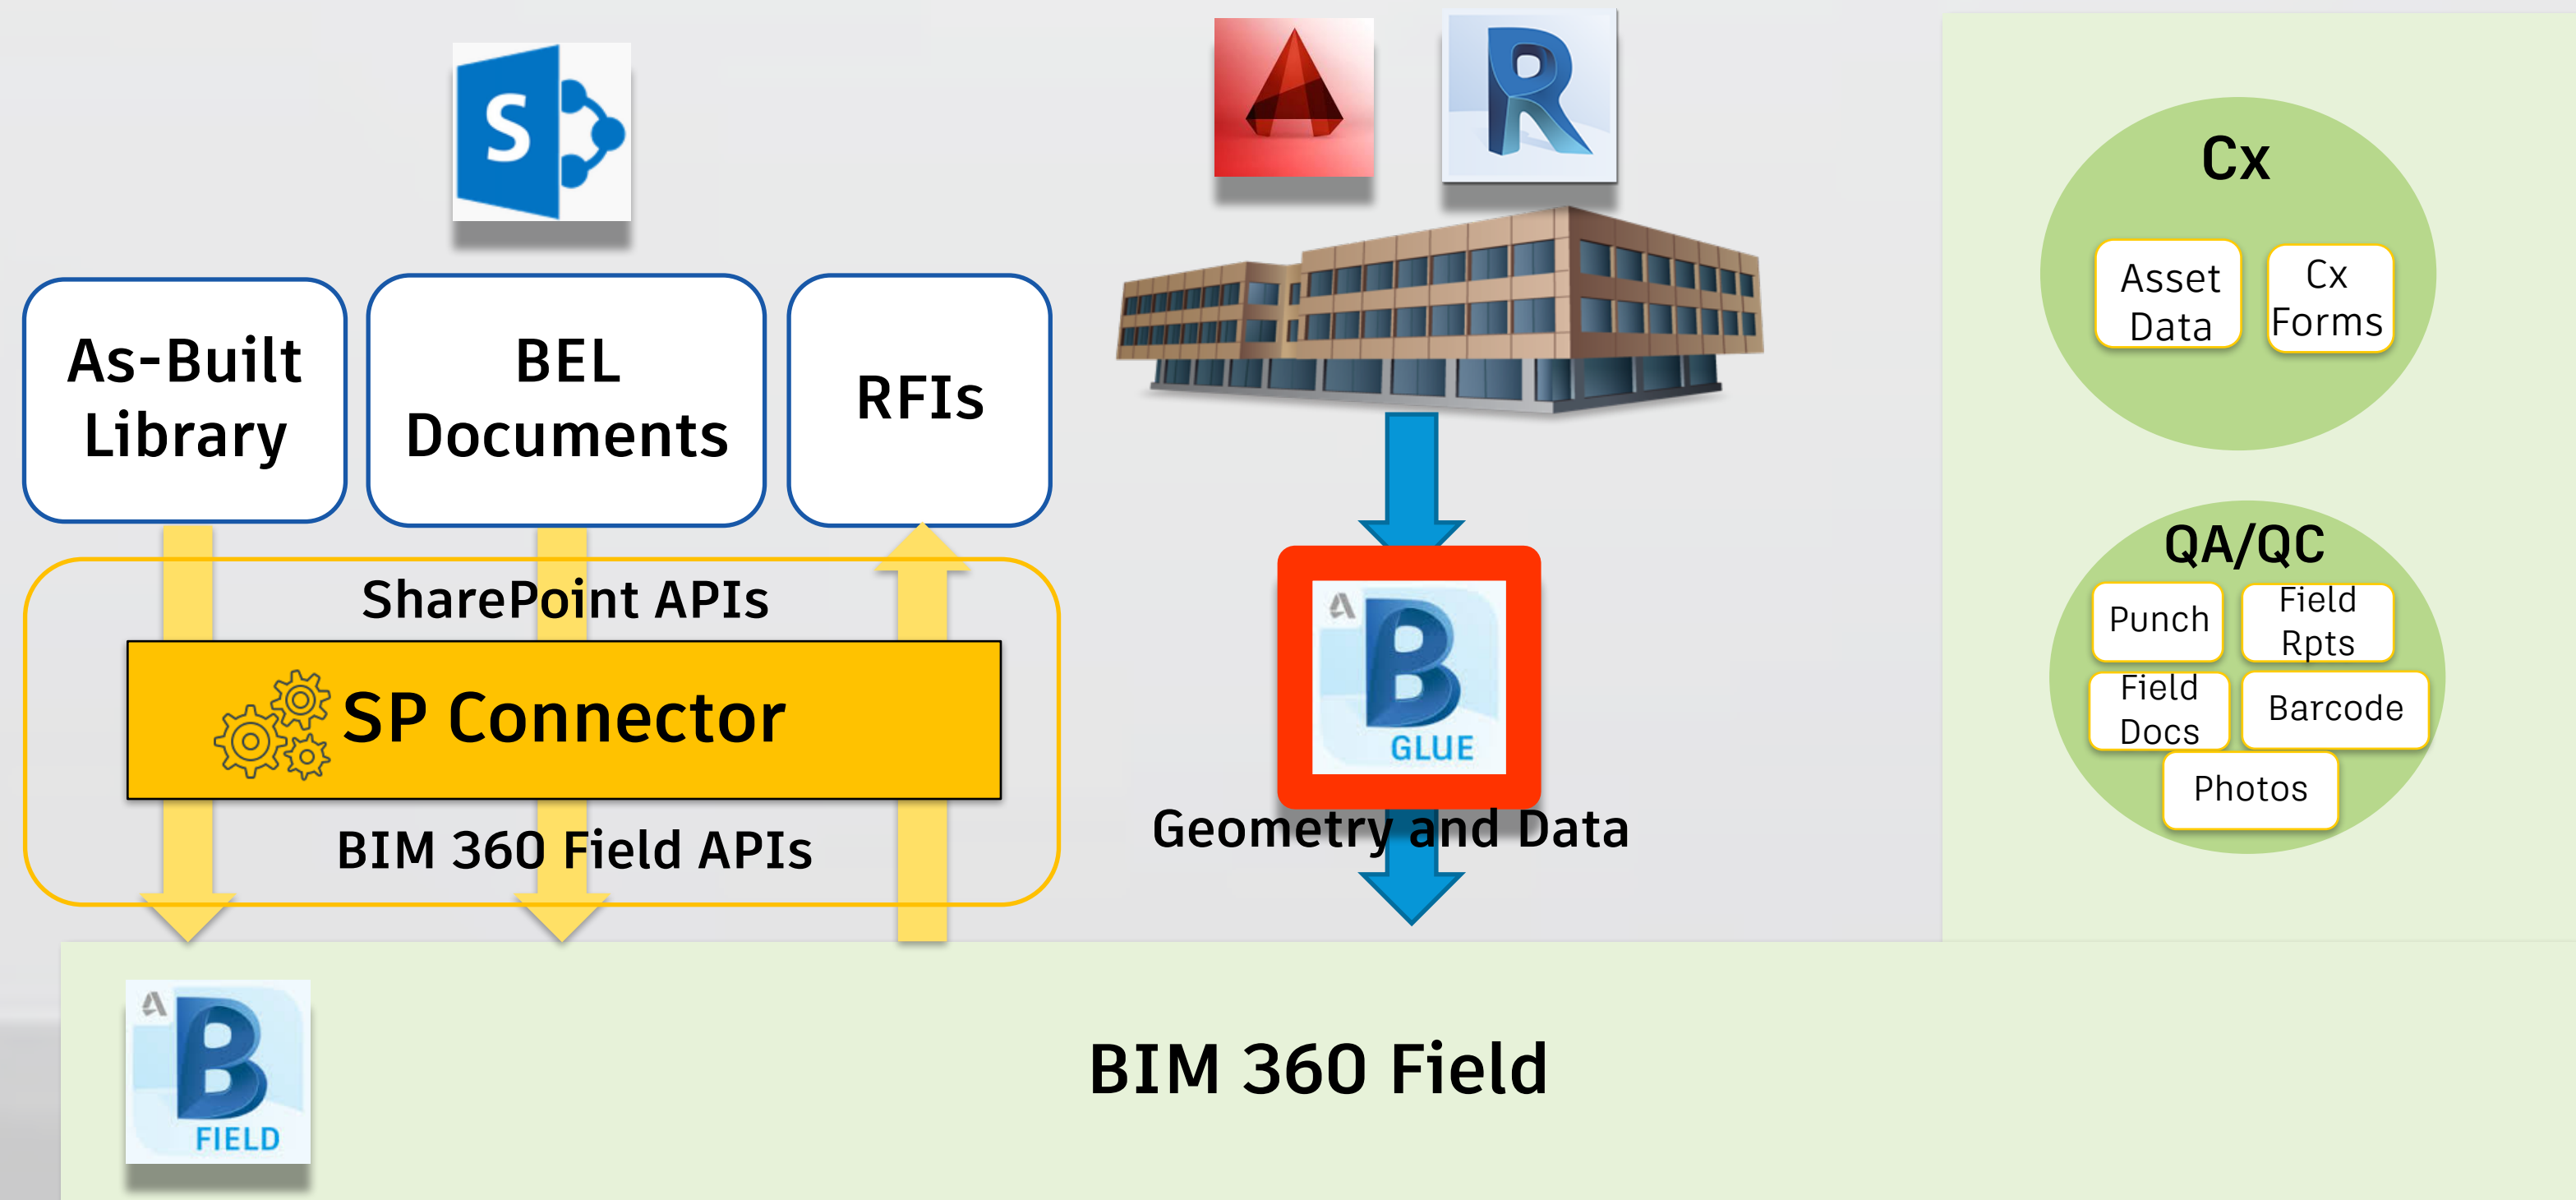 S
As-Built
Library
BEL
Documents
RFIs
SharePoint APIs
SP Connector
BIM 360 Field APIs
GLUE
Geometry and Data
Cx
Asset
Data
Cx
Forms
QA/QC
Punch
Field
Rpts
Field
Docs
Barcode
Photos
FIELD
BIM 360 Field